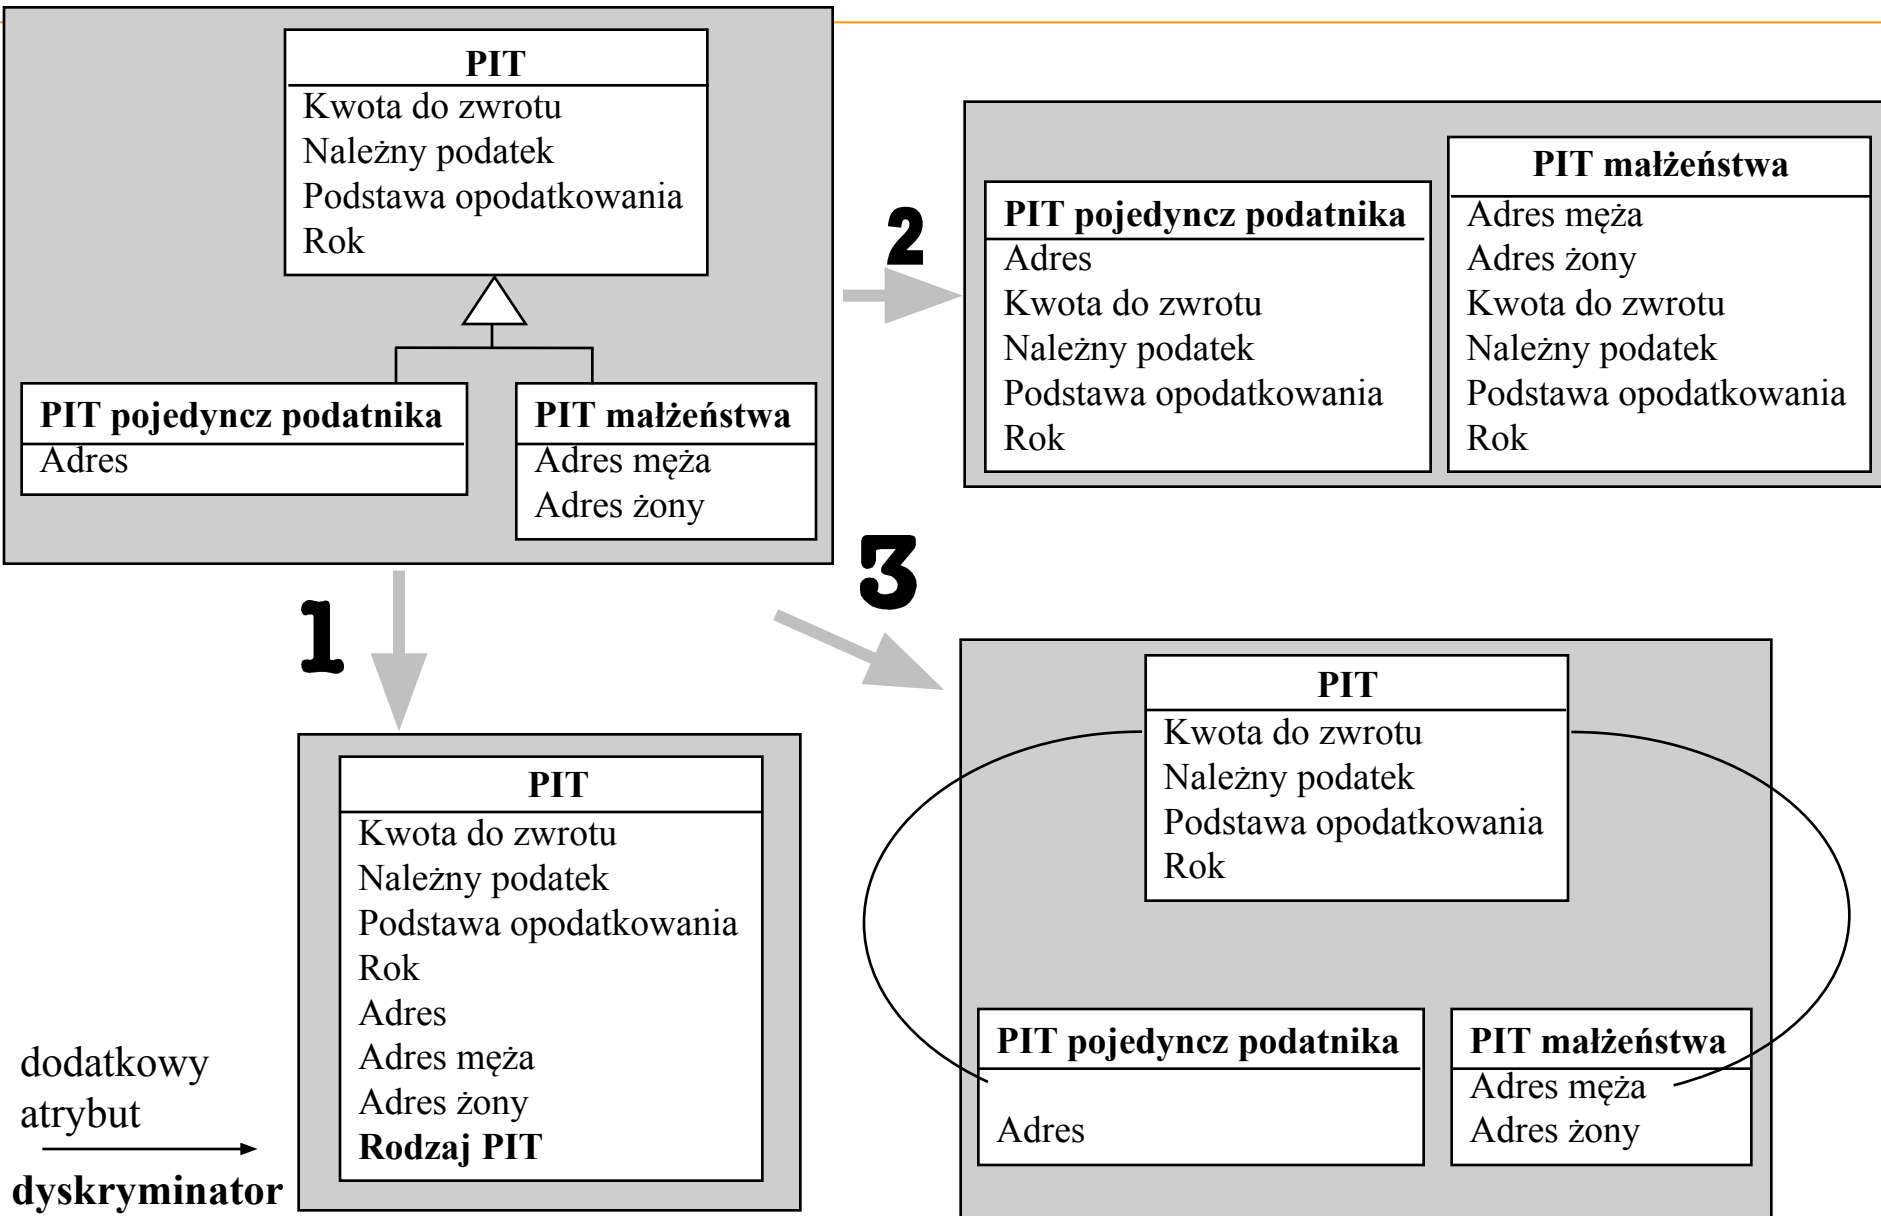 PIT
Kwota do zwrotu
Należny podatek
Podstawa opodatkowania
Rok
PIT pojedyncz podatnika
Adres
PIT małżeństwa
Adres męża
Adres żony
2
PIT pojedyncz podatnika
Adres
Kwota do zwrotu
Należny podatek
Podstawa opodatkowania
Rok
PIT małżeństwa
Adres męża
Adres żony
Kwota do zwrotu
Należny podatek
Podstawa opodatkowania
Rok
1
PIT
Kwota do zwrotu
Należny podatek
Podstawa opodatkowania
Rok
Adres
Adres męża
Adres żony
Rodzaj PIT
dodatkowy
atrybut
dyskryminator
3
PIT
Kwota do zwrotu
Należny podatek
Podstawa opodatkowania
Rok
PIT pojedyncz podatnika
Adres
PIT małżeństwa
Adres męża
Adres żony